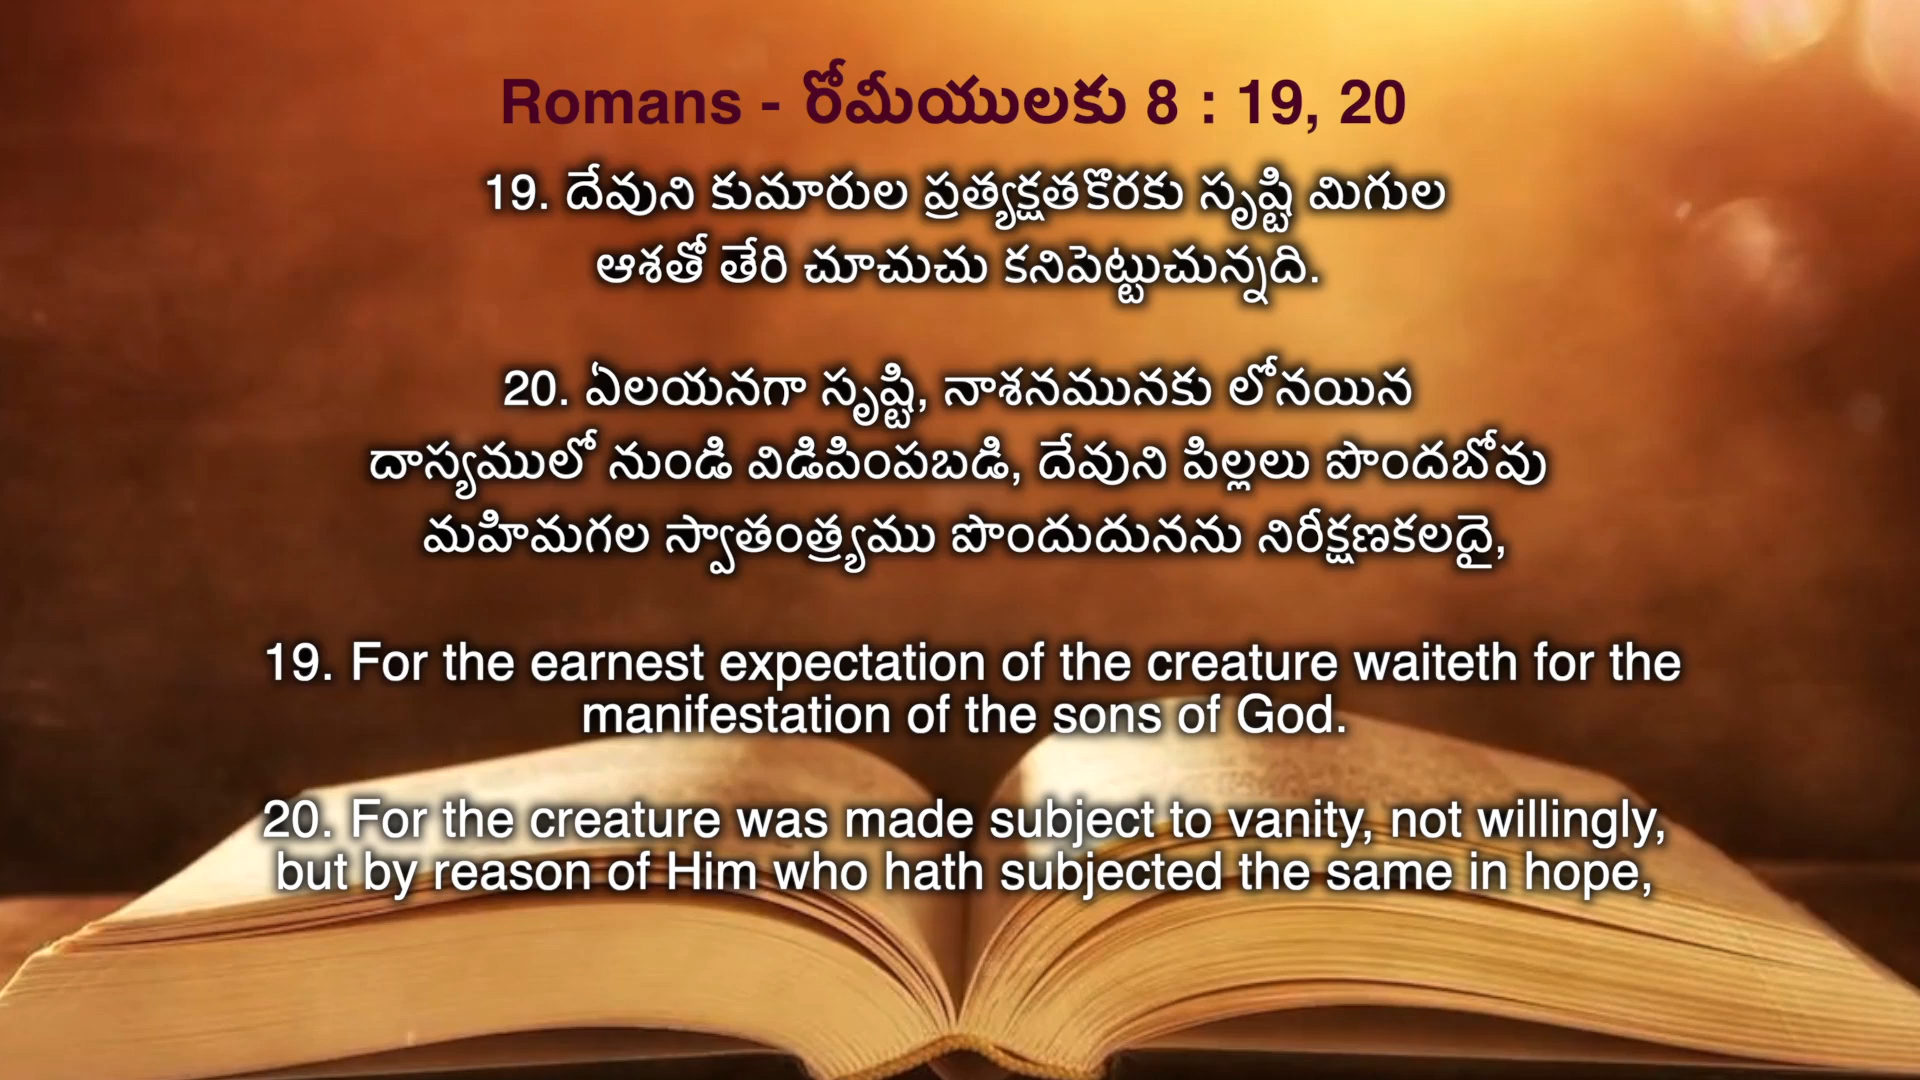 Romans - రోమీయులకు 8 : 19, 20
19. దేవుని కుమారుల ప్రత్యక్షతకొరకు సృష్టి మిగుల
ఆశతో తేరి చూచుచు కనిపెట్టుచున్నది.
20. ఏలయనగా సృష్టి, నాశనమునకు లోనయిన
దాస్యములో నుండి విడిపింపబడి, దేవుని పిల్లలు పొందబోవు
మహిమగల స్వాతంత్ర్యము పొందుదునను నిరీక్షణకలదై,
19. For the earnest expectation of the creature waiteth for the
manifestation of the sons of God.
20. For the creature was made subject to vanity, not willingly,
but by reason of Him who hath subjected the same in hope,